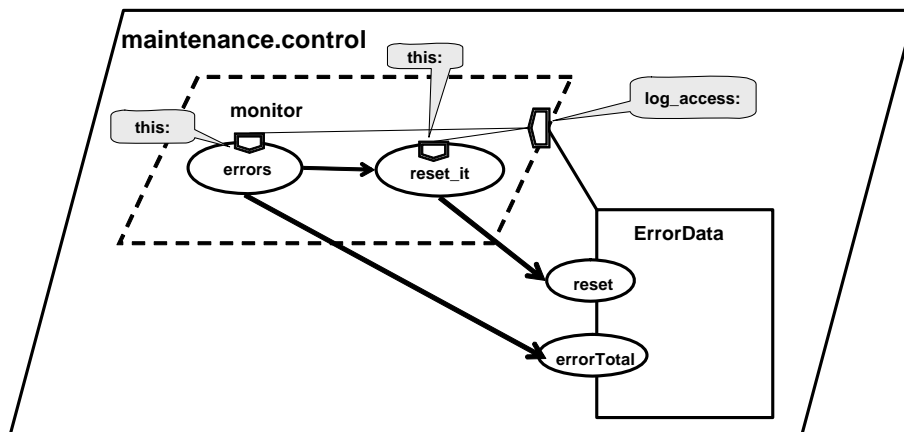 maintenance.control
this:
log_access:
monitor
this:
errors
reset_it
ErrorData
reset
errorTotal